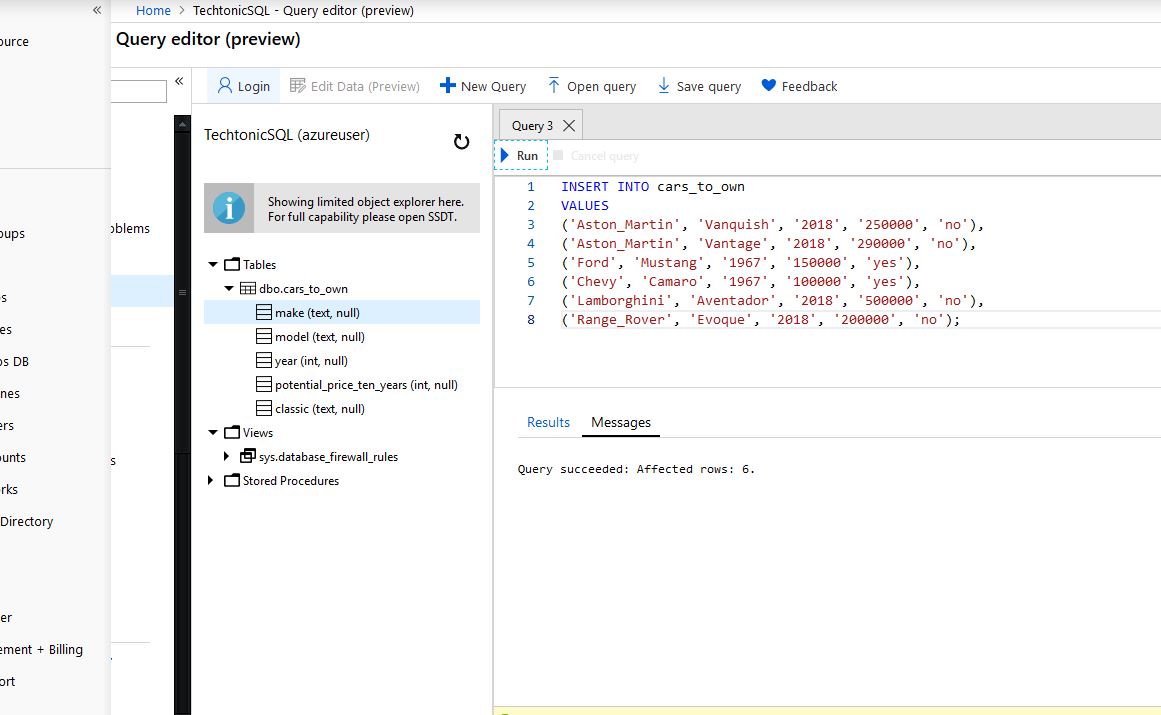 Home > TechtonicSQL - Query editor (preview)
Query editor (preview)
ource
oups
s
es
os DB
nes
ers
ounts
rks
Directory
er
ement + Billing
ort
oblems
s
Login Edit Data (Preview) New Query Open query Save query Feedback
TechtonicSQL (azureuser)
Showing limited object explorer here.
For full capability please open SSDT.
Tables
dbo.cars_to_own
make (text, null)
model (text, null)
year (int, null)
potential_price_ten_years (int, null)
classic (text, null)
Views
sys.database_firewall_rules
Stored Procedures
Query 3
Run Cancel query
1 INSERT INTO cars_to_own
2 VALUES
3 ('Aston_Martin', 'Vanquish', '2018', '250000', 'no'),
4 ('Aston_Martin', 'Vantage', '2018', '290000', 'no'),
5 ('Ford', 'Mustang', '1967', '150000', 'yes'),
6 ('Chevy', 'Camaro', '1967', '100000', 'yes'),
7 ('Lamborghini', 'Aventador', '2018', '500000', 'no'),
8 ('Range_Rover', 'Evoque', '2018', '200000', 'no');
Results Messages
Query succeeded: Affected rows: 6.